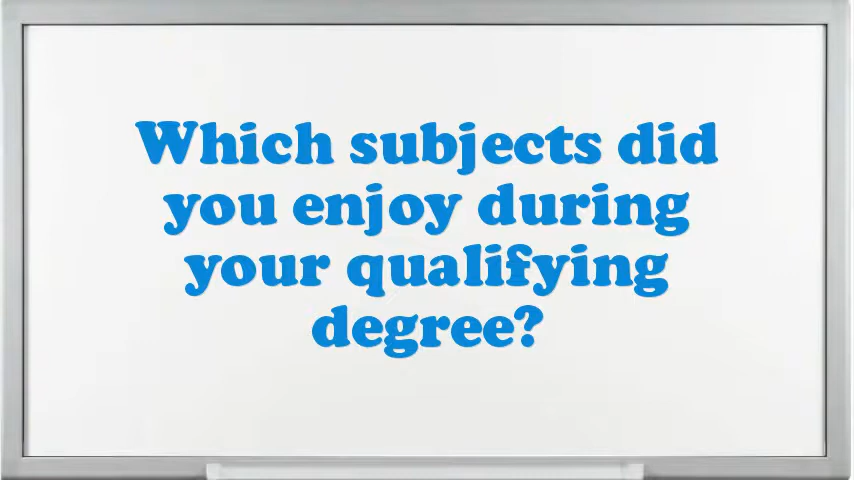 Which subjects did
you enjoy during
your qualifying
degree?